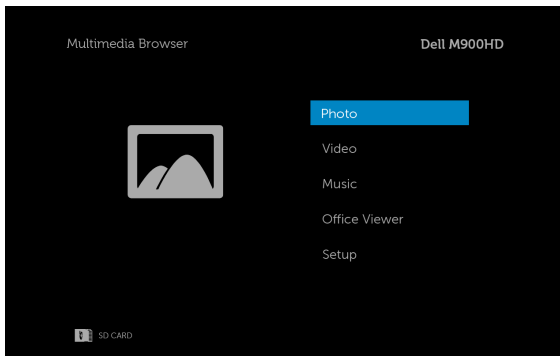 Multimedia Browser
Dell M900HD
Photo
Video
Music
Office Viewer
Setup
SD CARD